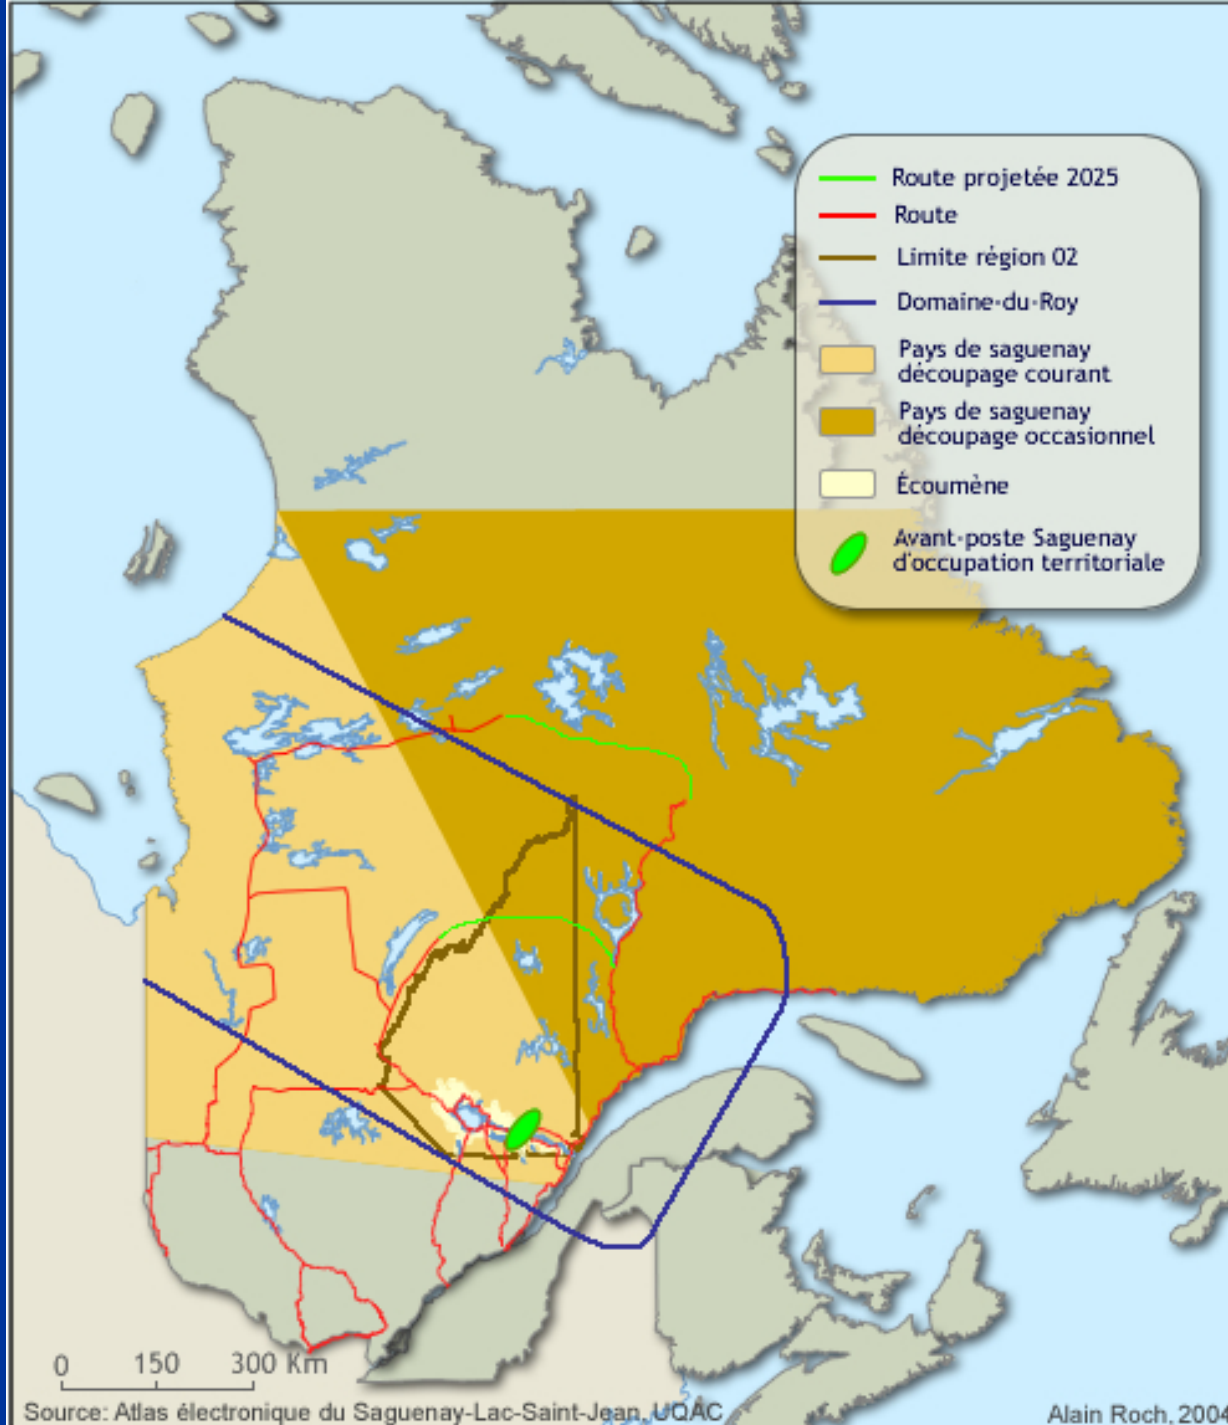 Route projetée 2025
Route
Limite région 02
Domaine-du-Roy
Pays de saguenay
découpage courant
Pays de saguenay
découpage occasionnel
Écoumène
Avant-poste Saguenay
d'occupation territoriale
0 150 300 Km
Source: Atlas électronique du Saguenay-Lac-Saint-Jean, UQAC
Alain Roch, 2004